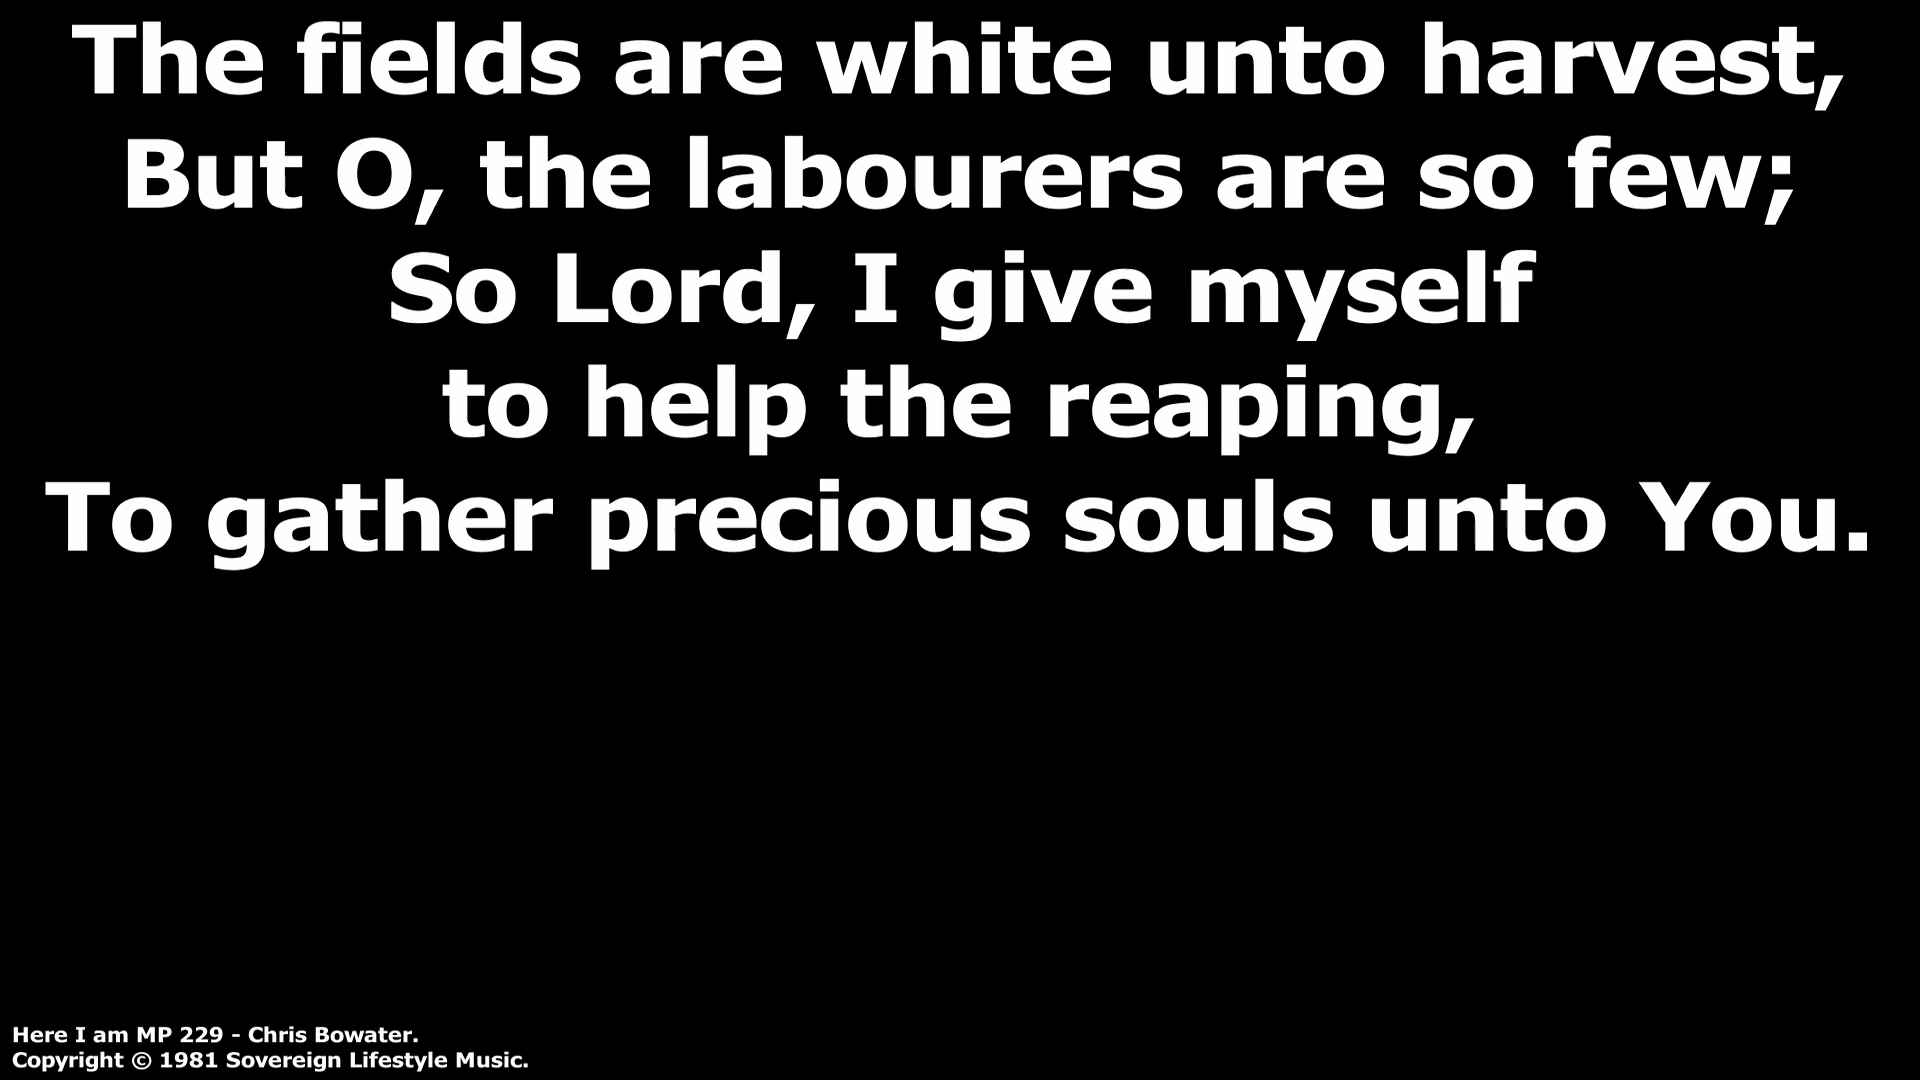 The fields are white unto harvest,
But O, the labourers are so few;
So Lord, I give myself
to help the reaping,
To gather precious souls unto You.
Here I am MP 229 - Chris Bowater.
Copyright © 1981 Sovereign Lifestyle Music.